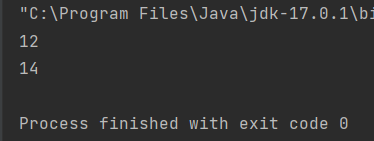 "C:\Program Files\Java\jdk-17.0.1\bi
12
14
Process finished with exit code 0